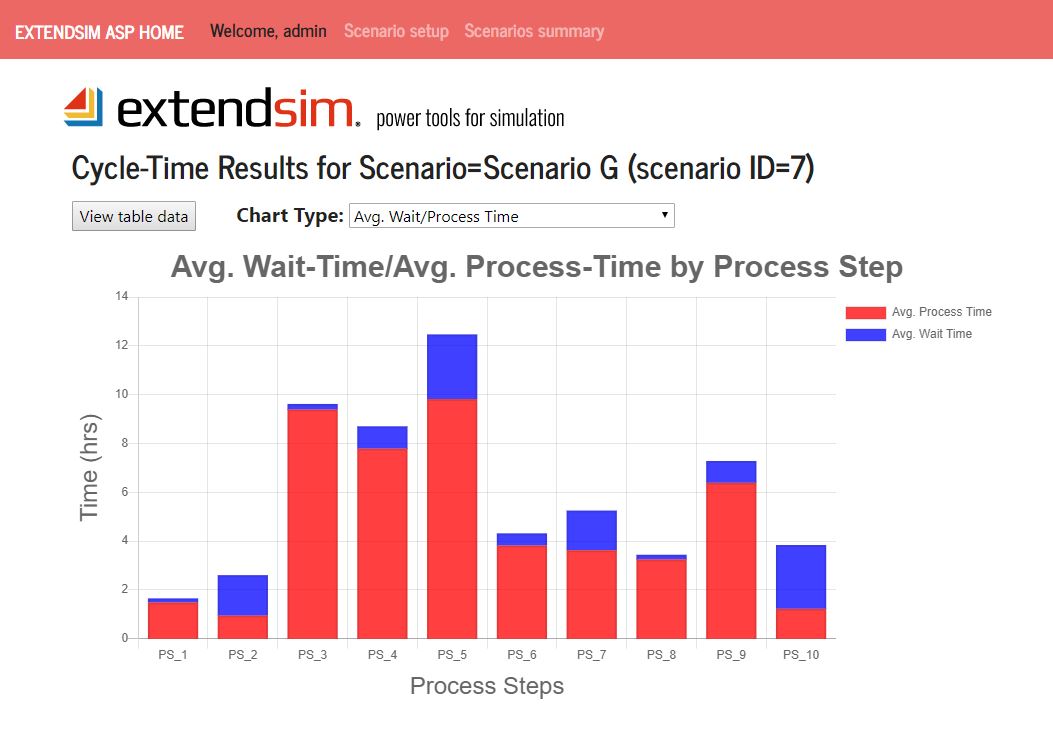 EXTENDSIM ASP HOME Welcome, admin Scenario setup Scenarios summary
extendsim® power tools for simulation
Cycle-Time Results for Scenario=Scenario G (scenario ID=7)
View table data Chart Type: Avg. Wait/Process Time
Avg. Wait-Time/Avg. Process-Time by Process Step
Avg. Process Time
Avg. Wait Time
Time (hrs)
14
12
10
8
6
4
2
0
PS_1 PS_2 PS_3 PS_4 PS_5 PS_6 PS_7 PS_8 PS_9 PS_10
Process Steps